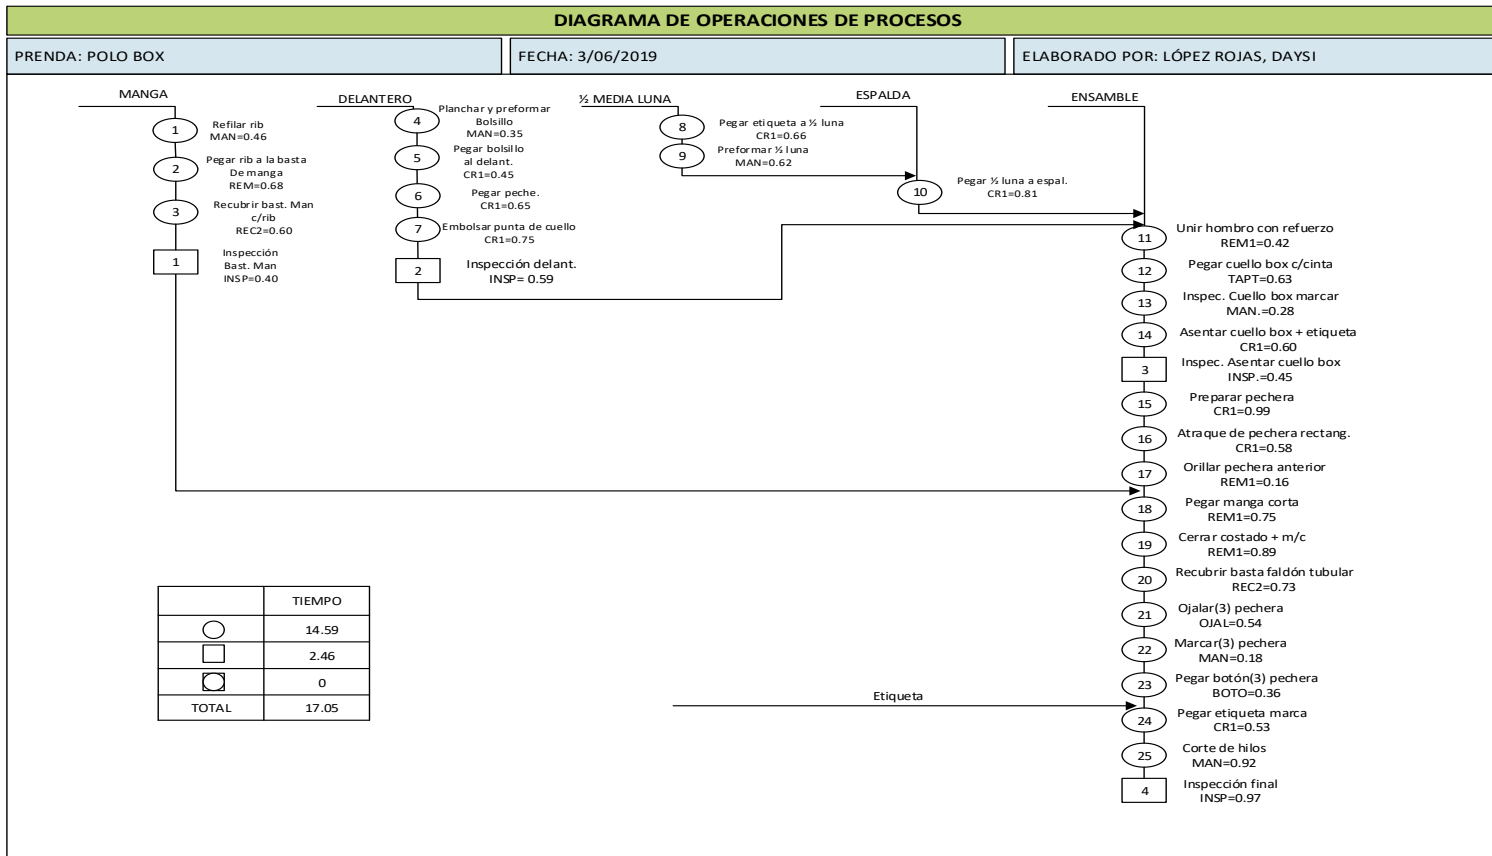 DIAGRAMA DE OPERACIONES DE PROCESOS
PRENDA: POLO BOX
FECHA: 3/06/2019
ELABORADO POR: LÓPEZ ROJAS, DAYSI
MANGA
1
Refilar rib
MAN=0.46
2
Pegar rib a la basta
De manga
REM=0.68
3
Recubrir bast. Man
c/rib
REC2=0.60
1
Inspección
Bast. Man
INSP=0.40
DELANTERO
4
Planchar y preformar
Bolsillo
MAN=0.35
5
Pegar bolsillo
al delant.
CR1=0.45
6
Pegar peche.
CR1=0.65
7
Embolsar punta de cuello
CR1=0.75
2
Inspección delant.
INSP= 0.59
½ MEDIA LUNA
8
Pegar etiqueta a ½ luna
CR1=0.66
9
Preformar ½ luna
MAN=0.62
ESPALDA
10
Pegar ½ luna a espal.
CR1=0.81
ENSAMBLE
11
Unir hombro con refuerzo
REM1=0.42
12
Pegar cuello box c/cinta
TAPT=0.63
13
Inspec. Cuello box marcar
MAN.=0.28
14
Asentar cuello box + etiqueta
CR1=0.60
3
Inspec. Asentar cuello box
INSP.=0.45
15
Preparar pechera
CR1=0.99
16
Atraque de pechera rectang.
CR1=0.58
17
Orillar pechera anterior
REM1=0.16
18
Pegar manga corta
REM1=0.75
19
Cerrar costado + m/c
REM1=0.89
20
Recubrir basta faldón tubular
REC2=0.73
21
Ojalar(3) pechera
OJAL=0.54
22
Marcar(3) pechera
MAN=0.18
23
Pegar botón(3) pechera
BOTO=0.36
Etiqueta
24
Pegar etiqueta marca
CR1=0.53
25
Corte de hilos
MAN=0.92
4
Inspección final
INSP=0.97
TIEMPO
14.59
2.46
0
TOTAL 17.05